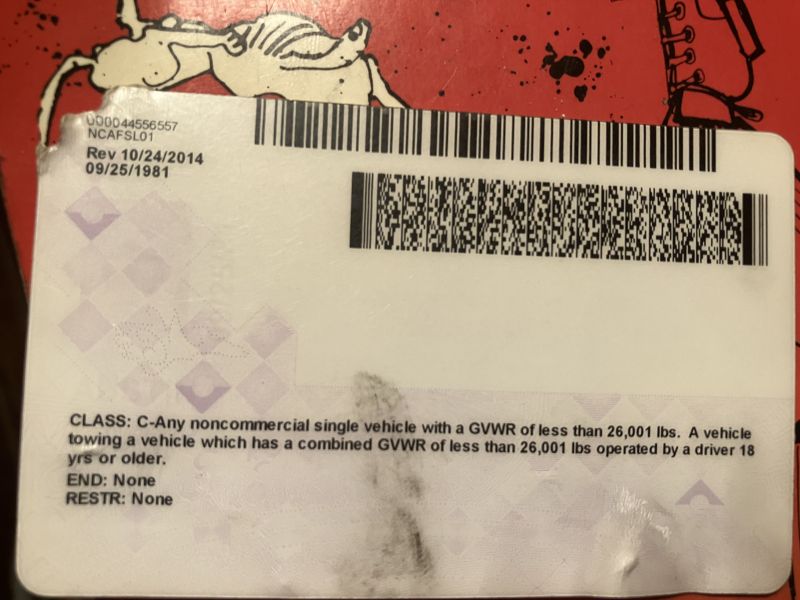 000044556557
NCAFSL01
Rev 10/24/2014
09/25/1981
CLASS: C-Any noncommercial single vehicle with a GVWR of less than 26,001 lbs. A vehicle
towing a vehicle which has a combined GVWR of less than 26,001 lbs operated by a driver 18
yrs or older.
END: None
RESTR: None